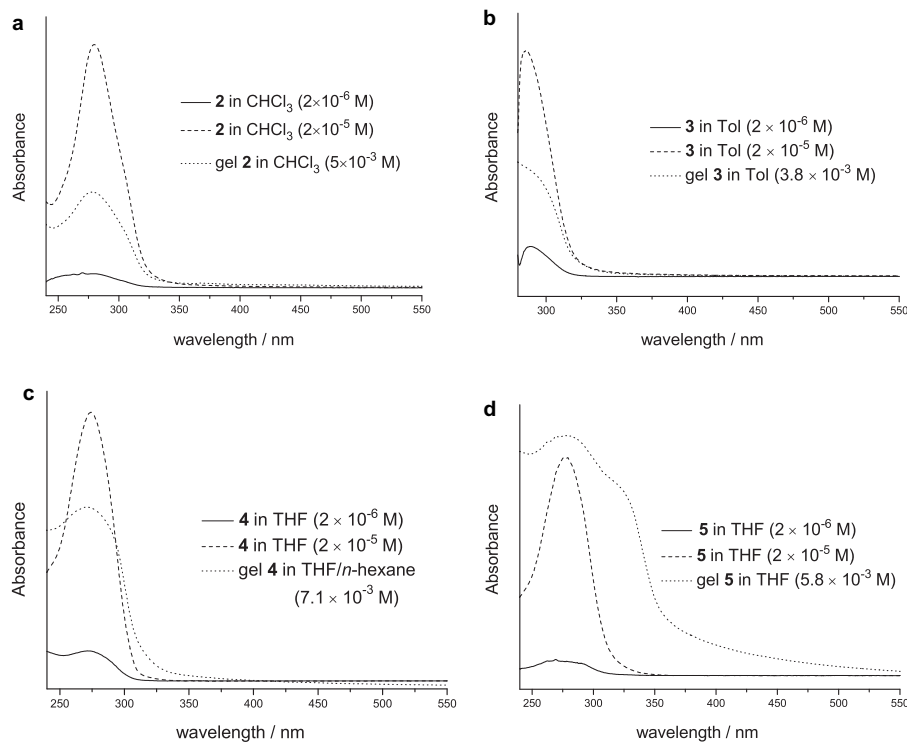 a
Absorbance
2 in CHCl3 (2×10-6 M)
2 in CHCl3 (2×10-5 M)
gel 2 in CHCl3 (5×10-3 M)
250 300 350 400 450 500 550
wavelength / nm
b
Absorbance
3 in Tol (2 × 10-6 M)
3 in Tol (2 × 10-5 M)
gel 3 in Tol (3.8 × 10-3 M)
300 350 400 450 500 550
wavelength / nm
c
Absorbance
4 in THF (2 × 10-6 M)
4 in THF (2 × 10-5 M)
gel 4 in THF/n-hexane
(7.1 × 10-3 M)
250 300 350 400 450 500 550
wavelength / nm
d
Absorbance
5 in THF (2 × 10-6 M)
5 in THF (2 × 10-5 M)
gel 5 in THF (5.8 × 10-3 M)
250 300 350 400 450 500 550
wavelength / nm